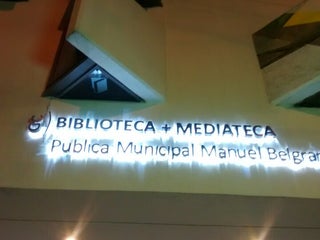 BIBLIOTECA + MEDIATECA
Publica Municipal Manuel Belgran